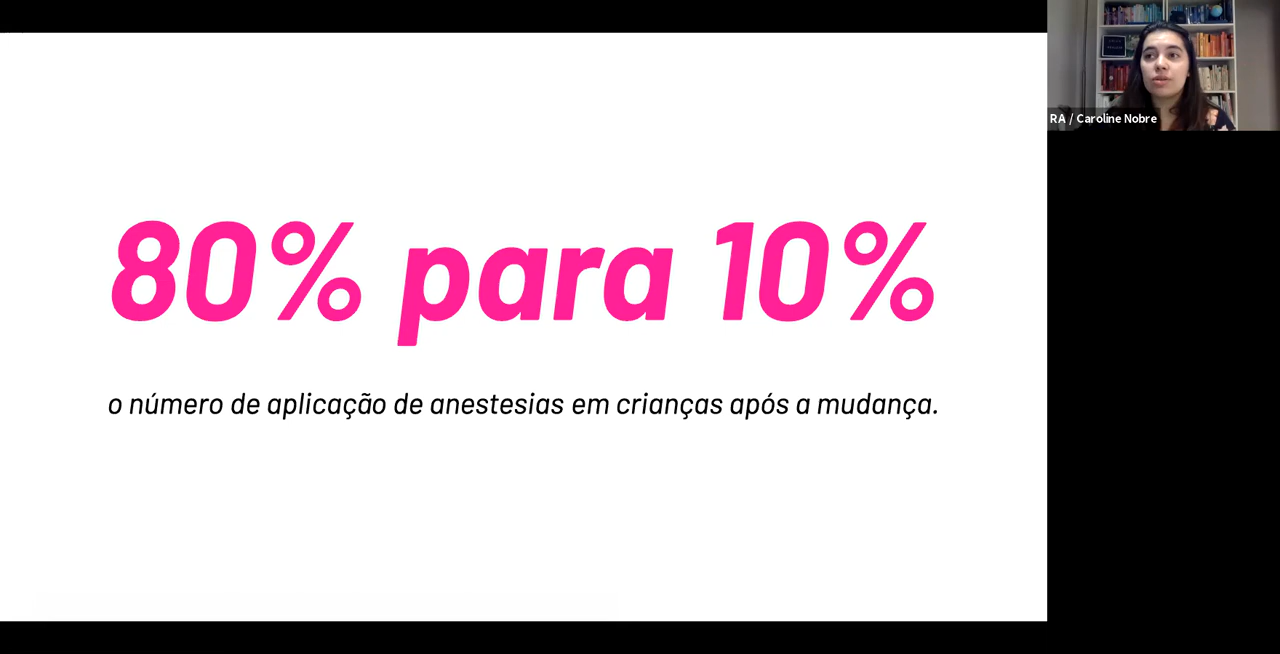 80% para 10%
o número de aplicação de anestesias em crianças após a mudança.
RA / Caroline Nobre